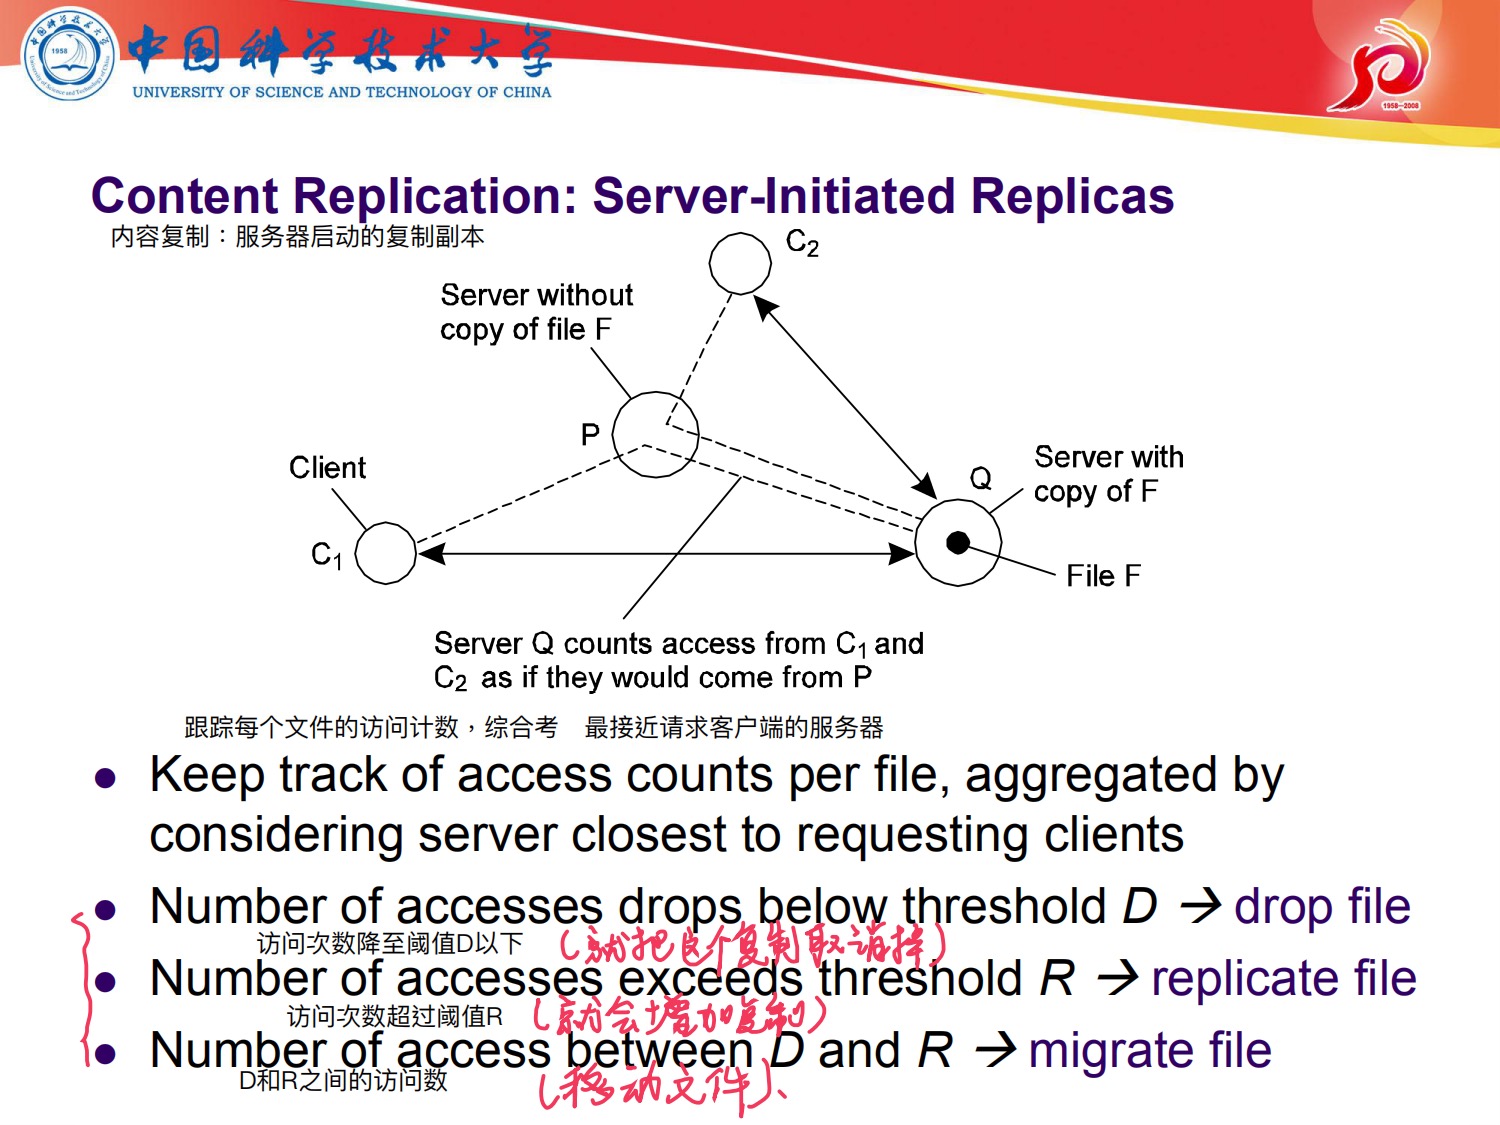 中国科学技术大学
1958
UNIVERSITY OF SCIENCE AND TECHNOLOGY OF CHINA
1958—2008
Content Replication: Server-Initiated Replicas
内容复制：服务器启动的复制副本
C2
Server without
copy of file F
P
Client
Q
Server with
copy of F
C1
File F
Server Q counts access from C1 and
C2 as if they would come from P
跟踪每个文件的访问计数，综合考 最接近请求客户端的服务器
● Keep track of access counts per file, aggregated by
considering server closest to requesting clients
● Number of accesses drops below threshold D → drop file
访问次数降至阈值D以下 (就把这个复制取消掉)
● Number of accesses exceeds threshold R → replicate file
访问次数超过阈值R (就会增加复制)
● Number of access between D and R → migrate file
D和R之间的访问数 (移动文件)、